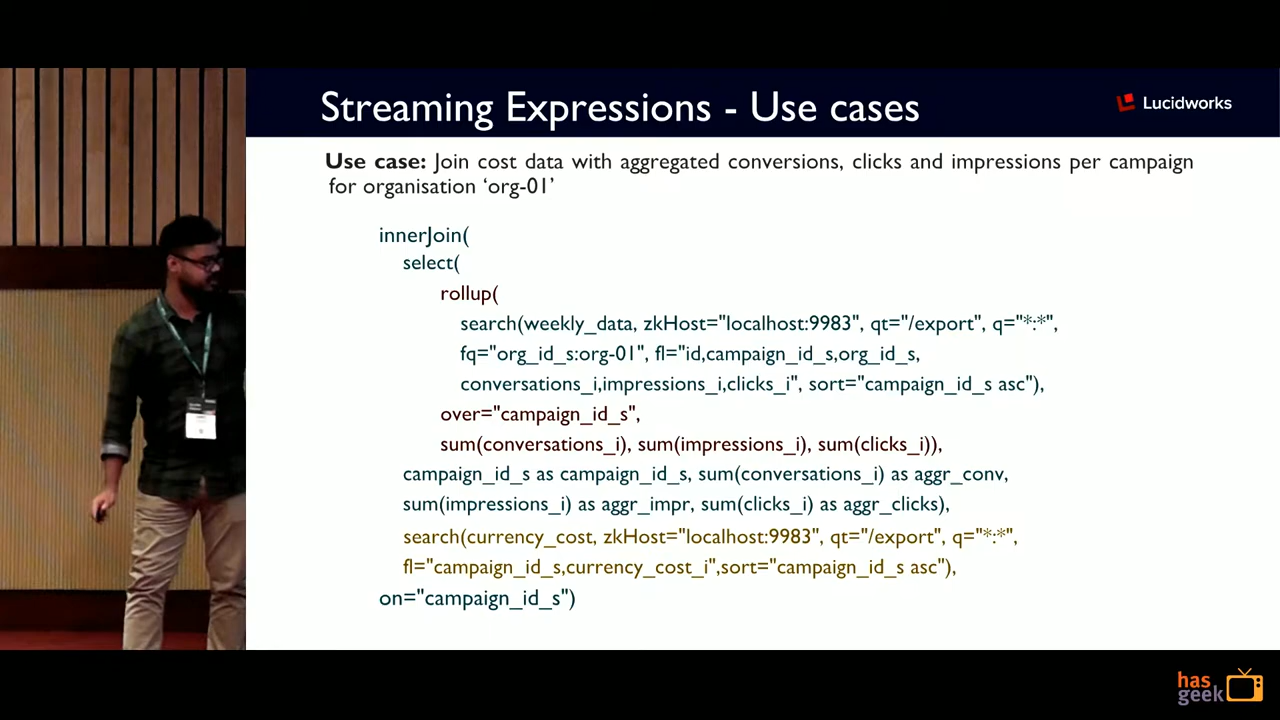 Streaming Expressions - Use cases
Lucidworks
Use case: Join cost data with aggregated conversions, clicks and impressions per campaign
for organisation ‘org-01’
innerJoin(
select(
rollup(
search(weekly_data, zkHost="localhost:9983", qt="/export", q="*:*",
fq="org_id_s:org-01", fl="id,campaign_id_s,org_id_s,
conversations_i,impressions_i,clicks_i", sort="campaign_id_s asc"),
over="campaign_id_s",
sum(conversations_i), sum(impressions_i), sum(clicks_i)),
campaign_id_s as campaign_id_s, sum(conversations_i) as aggr_conv,
sum(impressions_i) as aggr_impr, sum(clicks_i) as aggr_clicks),
search(currency_cost, zkHost="localhost:9983", qt="/export", q="*:*",
fl="campaign_id_s,currency_cost_i",sort="campaign_id_s asc"),
on="campaign_id_s")
has
geek